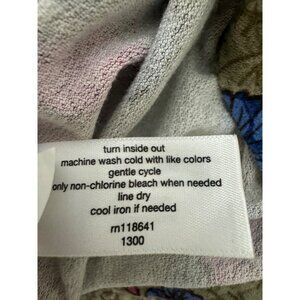 turn inside out
machine wash cold with like colors
gentle cycle
only non-chlorine bleach when needed
line dry
cool iron if needed
rn118641
1300